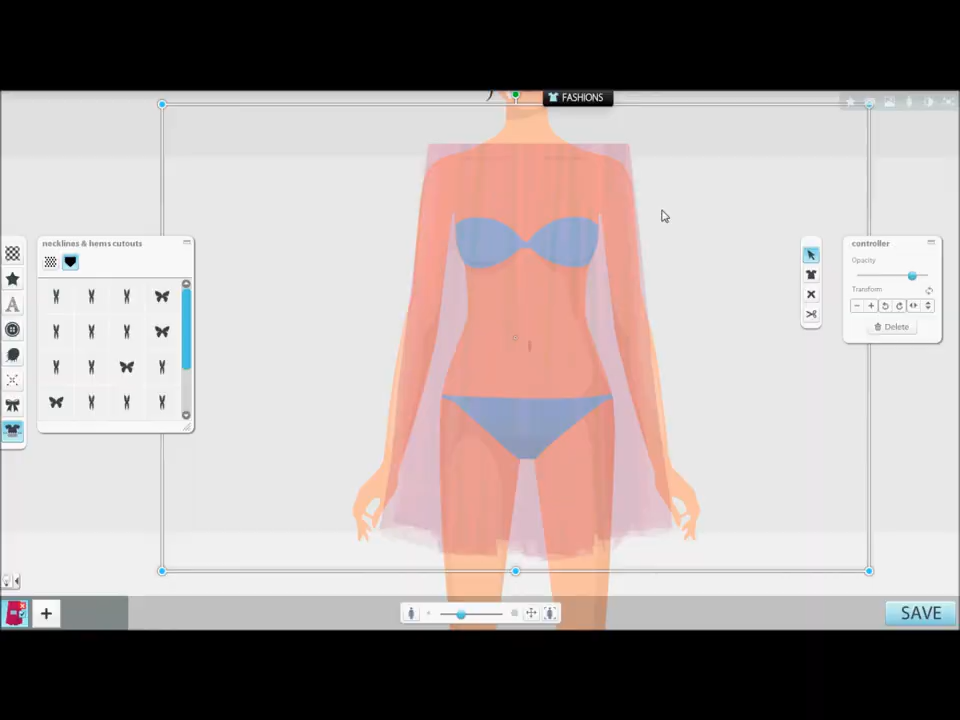 FASHIONS
necklines & hems cutouts
controller
Opacity
Transform
Delete
A
SAVE